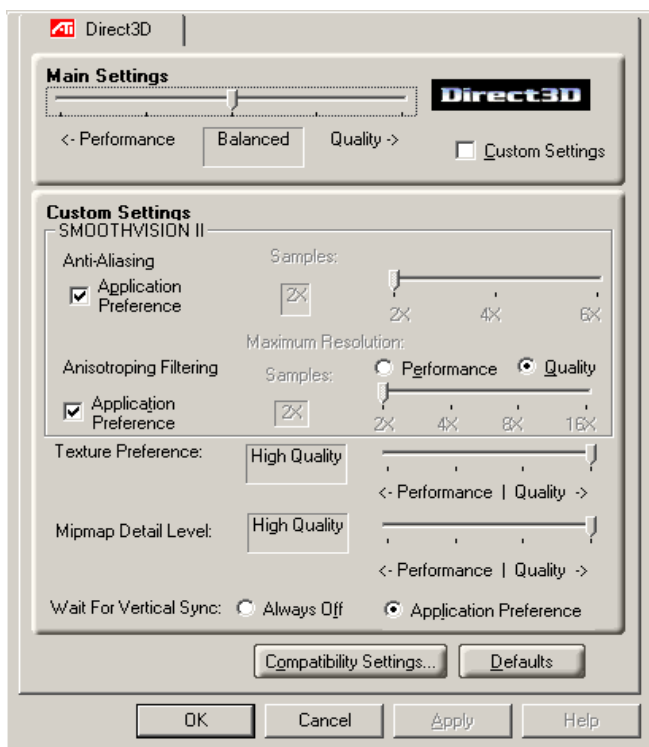 ATI Direct3D
Main Settings
Direct3D
<- Performance Balanced Quality ->
Custom Settings
Custom Settings
SMOOTHVISION II
Anti-Aliasing Samples:
Application Preference 2X
2X 4X 6X
Maximum Resolution:
Anisotroping Filtering Performance Quality
Samples:
Application Preference 2X
2X 4X 8X 16X
Texture Preference: High Quality
<- Performance | Quality ->
Mipmap Detail Level: High Quality
<- Performance | Quality ->
Wait For Vertical Sync: Always Off Application Preference
Compatibility Settings... Defaults
OK Cancel Apply Help